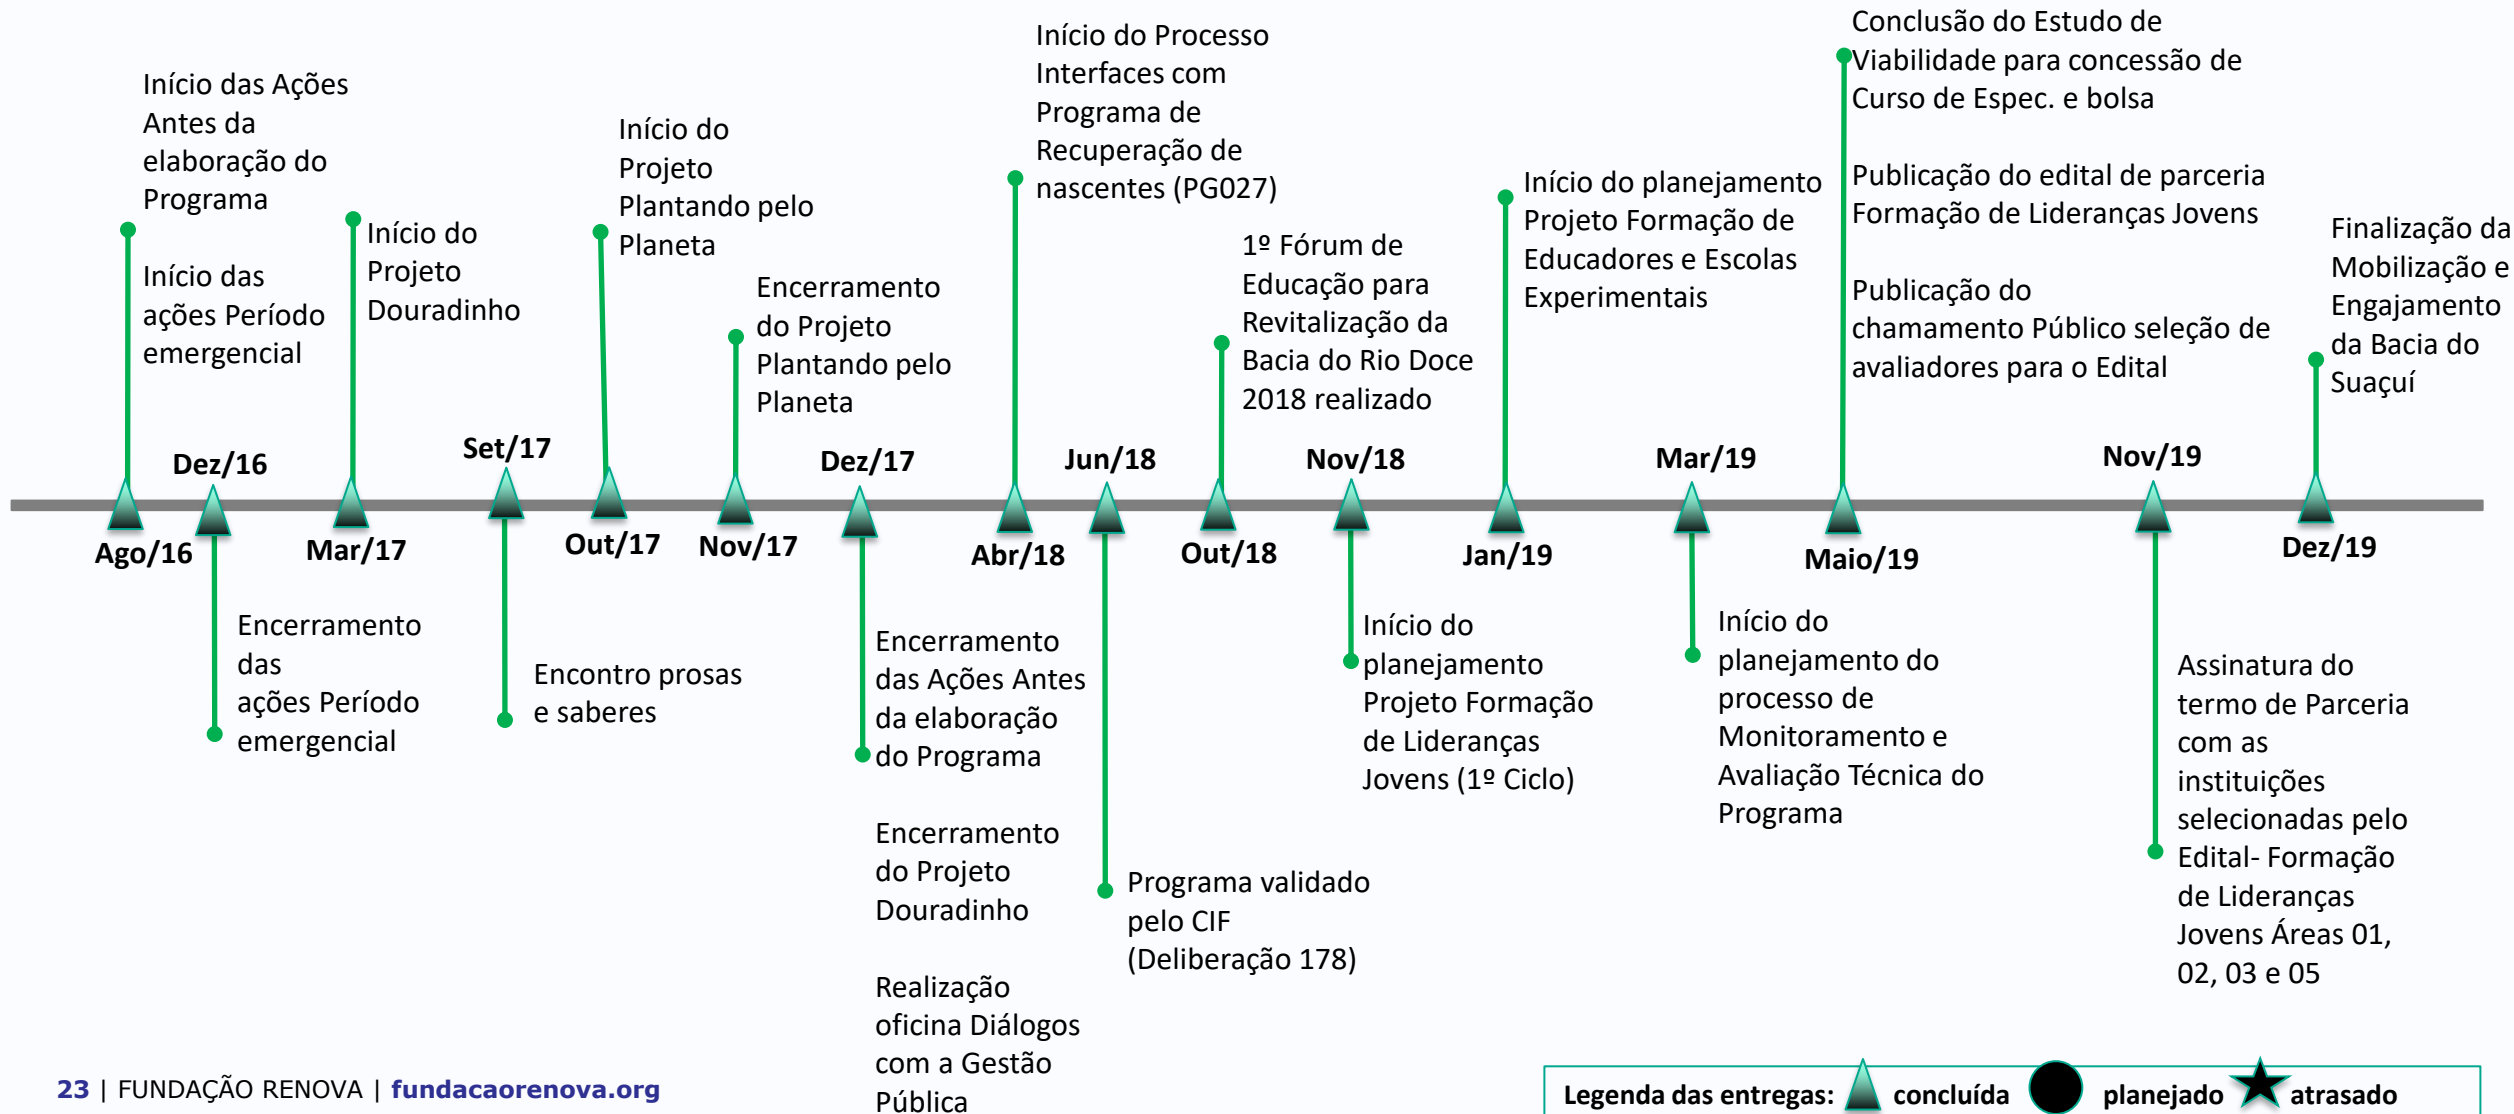 Início das Ações
Antes da
elaboração do
Programa
Início das
ações Período
emergencial
Início do
Projeto
Douradinho
Início do
Projeto
Plantando pelo
Planeta
Encerramento
do Projeto
Plantando pelo
Planeta
Início do Processo
Interfaces com
Programa de
Recuperação de
nascentes (PG027)
1º Fórum de
Educação para
Revitalização da
Bacia do Rio Doce
2018 realizado
Início do planejamento
Projeto Formação de
Educadores e Escolas
Experimentais
Conclusão do Estudo de
Viabilidade para concessão de
Curso de Espec. e bolsa
Publicação do edital de parceria
Formação de Lideranças Jovens
Publicação do
chamamento Público seleção de
avaliadores para o Edital
Finalização da
Mobilização e
Engajamento
da Bacia do
Suaçuí
Dez/16
Set/17
Dez/17
Jun/18
Nov/18
Mar/19
Nov/19
Ago/16
Mar/17
Out/17
Nov/17
Abr/18
Out/18
Jan/19
Maio/19
Dez/19
Encerramento
das
ações Período
emergencial
Encontro prosas
e saberes
Encerramento
das Ações Antes
da elaboração
do Programa
Encerramento
do Projeto
Douradinho
Realização
oficina Diálogos
com a Gestão
Pública
Programa validado
pelo CIF
(Deliberação 178)
Início do
planejamento
Projeto Formação
de Lideranças
Jovens (1º Ciclo)
Início do
planejamento do
processo de
Monitoramento e
Avaliação Técnica do
Programa
Assinatura do
termo de Parceria
com as
instituições
selecionadas pelo
Edital- Formação
de Lideranças
Jovens Áreas 01,
02, 03 e 05
23 | FUNDAÇÃO RENOVA | fundacaorenova.org
Legenda das entregas: concluída planejado atrasado